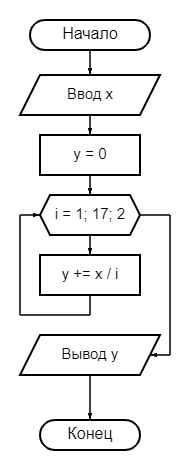 Начало
Ввод x
y = 0
i = 1; 17; 2
y += x / i
Вывод y
Конец